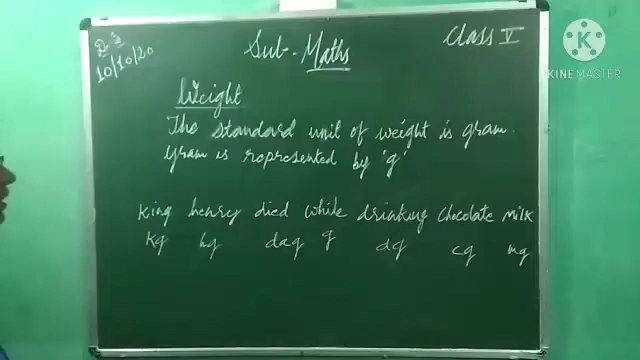 10/10/20
Sub - Maths
Class V
KINEMASTER
Weight
The standard unit of weight is gram.
Gram is represented by 'g'
King henry died while drinking chocolate milk
kg hg dag g dg cg mg